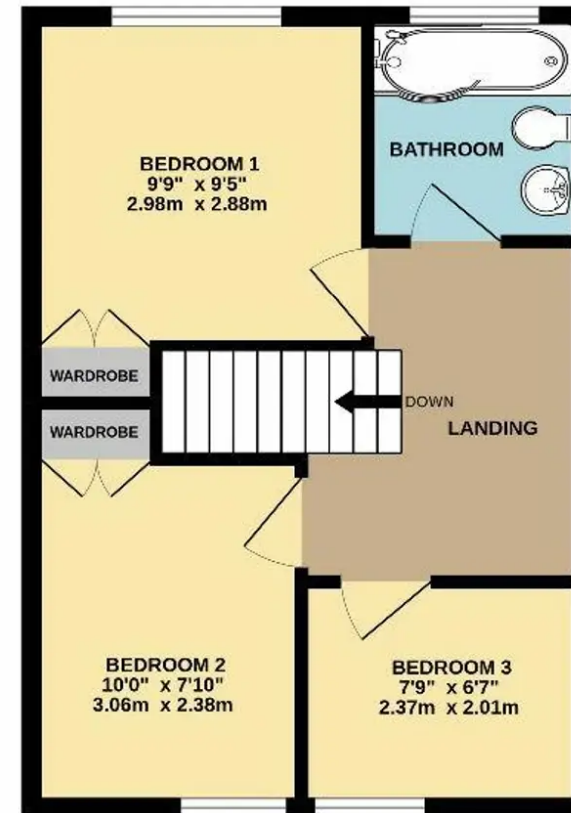 BEDROOM 1
9'9" x 9'5"
2.98m x 2.88m
BATHROOM
WARDROBE
WARDROBE
DOWN
LANDING
BEDROOM 2
10'0" x 7'10"
3.06m x 2.38m
BEDROOM 3
7'9" x 6'7"
2.37m x 2.01m